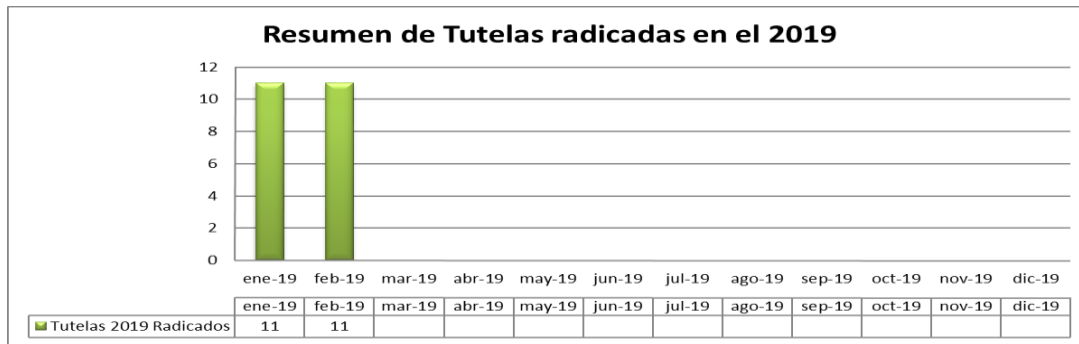 Resumen de Tutelas radicadas en el 2019
12
10
8
6
4
2
0
ene-19 feb-19 mar-19 abr-19 may-19 jun-19 jul-19 ago-19 sep-19 oct-19 nov-19 dic-19
ene-19 feb-19 mar-19 abr-19 may-19 jun-19 jul-19 ago-19 sep-19 oct-19 nov-19 dic-19
Tutelas 2019 Radicados 11 11